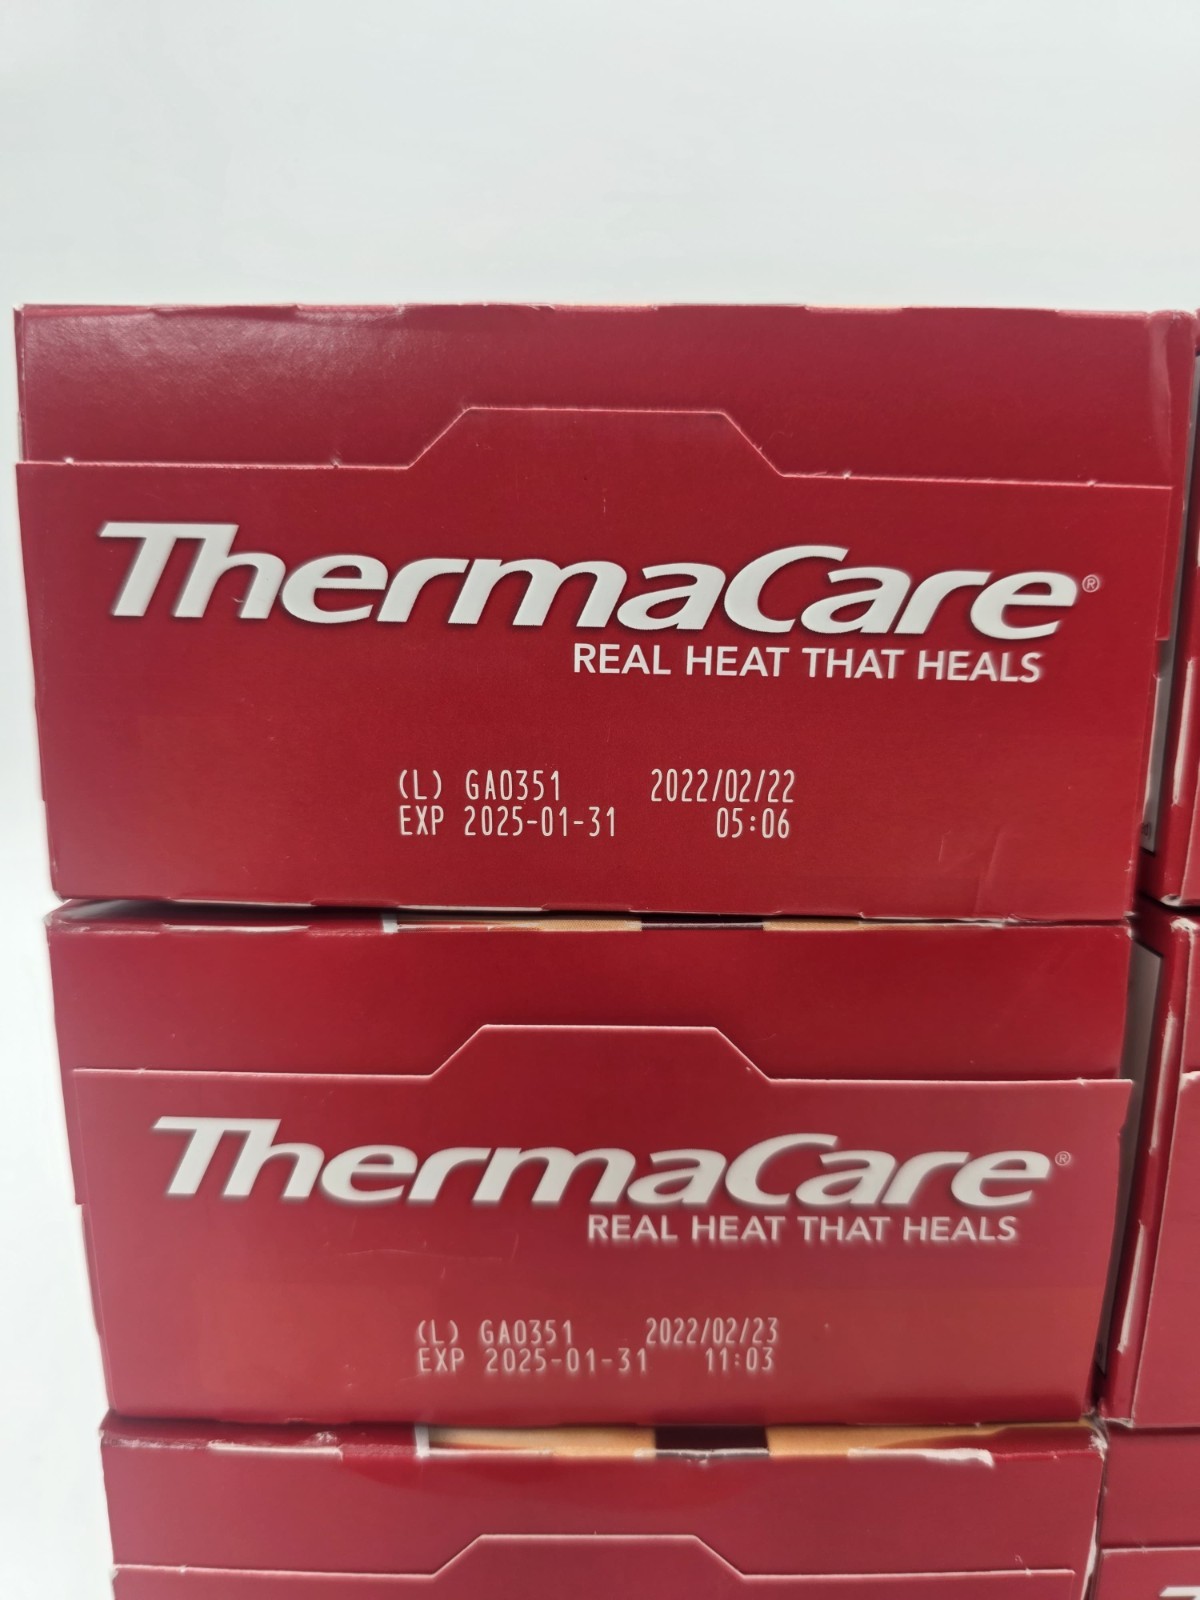 ThermaCare®
REAL HEAT THAT HEALS
(L) GA0351 2022/02/22
EXP 2025-01-31 05:06
ThermaCare®
REAL HEAT THAT HEALS
(L) GA0351 2022/02/23
EXP 2025-01-31 11:03